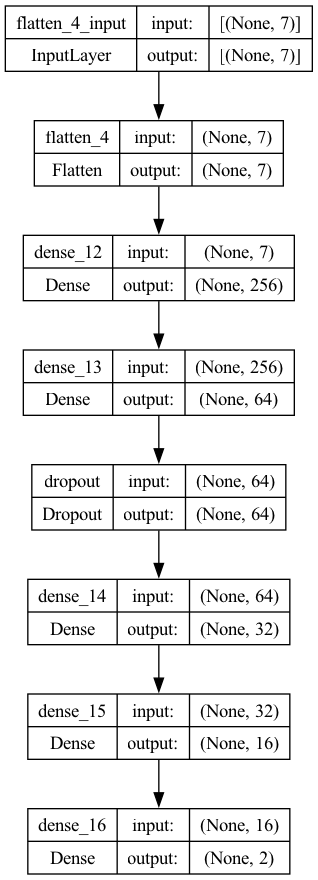 flatten_4_input input: [(None, 7)]
InputLayer output: [(None, 7)]
flatten_4 input: (None, 7)
Flatten output: (None, 7)
dense_12 input: (None, 7)
Dense output: (None, 256)
dense_13 input: (None, 256)
Dense output: (None, 64)
dropout input: (None, 64)
Dropout output: (None, 64)
dense_14 input: (None, 64)
Dense output: (None, 32)
dense_15 input: (None, 32)
Dense output: (None, 16)
dense_16 input: (None, 16)
Dense output: (None, 2)